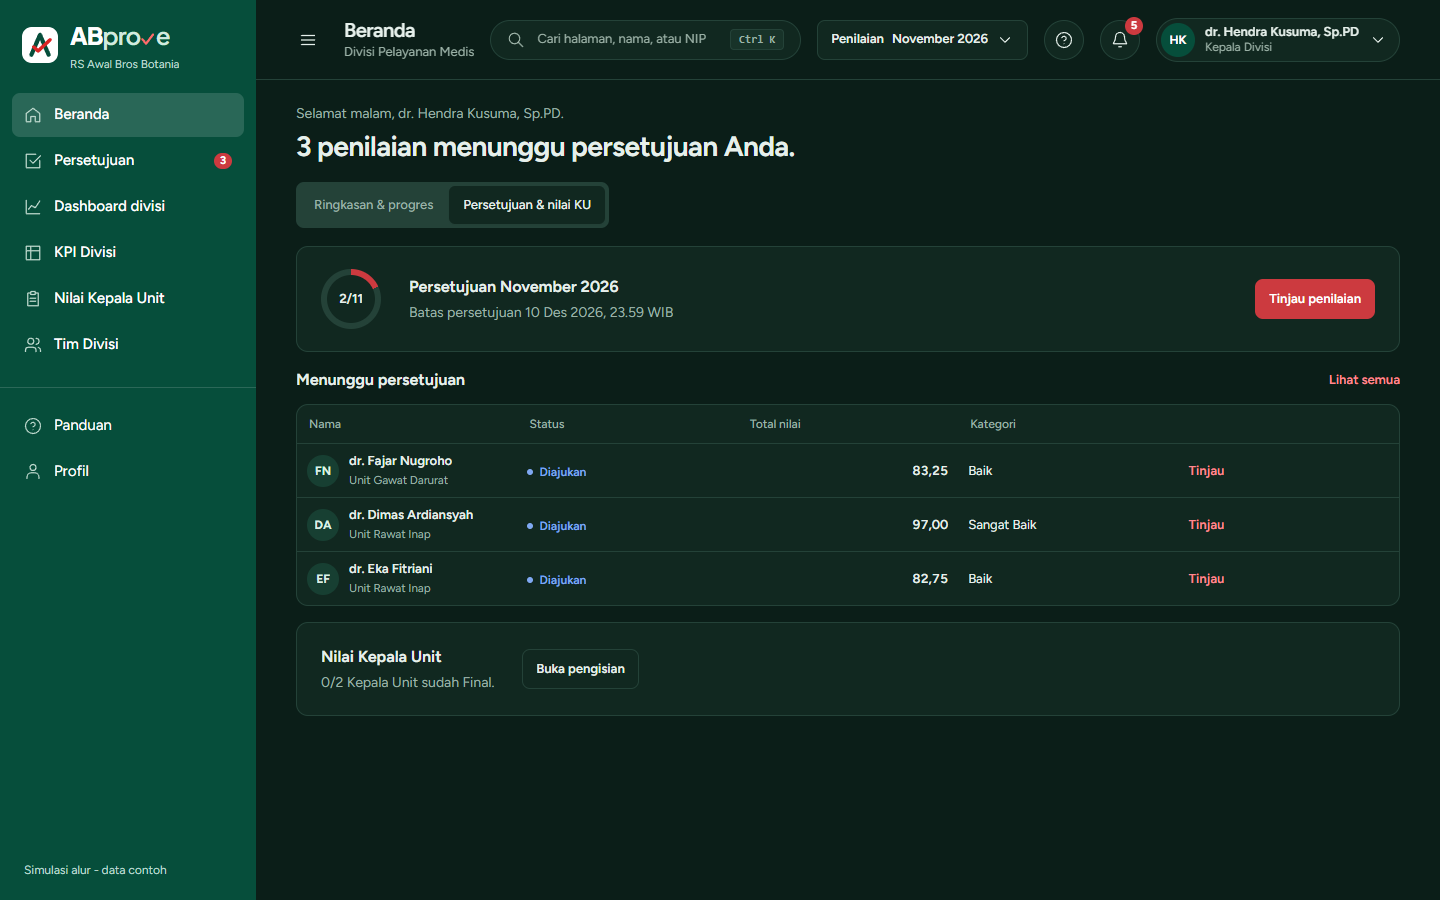 ABprove
RS Awal Bros Botania
Beranda
Persetujuan 3
Dashboard divisi
KPI Divisi
Nilai Kepala Unit
Tim Divisi
Panduan
Profil
Simulasi alur - data contoh
Beranda
Divisi Pelayanan Medis
Cari halaman, nama, atau NIP Ctrl K
Penilaian November 2026
5
HK
dr. Hendra Kusuma, Sp.PD
Kepala Divisi
Selamat malam, dr. Hendra Kusuma, Sp.PD.
3 penilaian menunggu persetujuan Anda.
Ringkasan & progres Persetujuan & nilai KU
2/11
Persetujuan November 2026
Batas persetujuan 10 Des 2026, 23.59 WIB
Tinjau penilaian
Menunggu persetujuan Lihat semua
Nama Status Total nilai Kategori
FN dr. Fajar Nugroho
Unit Gawat Darurat
Diajukan 83,25 Baik Tinjau
DA dr. Dimas Ardiansyah
Unit Rawat Inap
Diajukan 97,00 Sangat Baik Tinjau
EF dr. Eka Fitriani
Unit Rawat Inap
Diajukan 82,75 Baik Tinjau
Nilai Kepala Unit
0/2 Kepala Unit sudah Final.
Buka pengisian